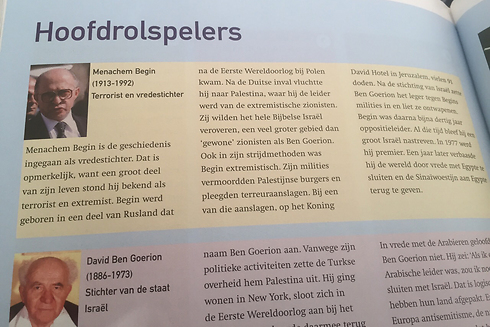 Hoofdrolspelers
Menachem Begin
(1913-1992)
Terrorist en vredestichter
Menachem Begin is de geschiedenis
ingegaan als vredestichter. Dat is
opmerkelijk, want een groot deel
van zijn leven stond hij bekend als
terrorist en extremist. Begin werd
geboren in een deel van Rusland dat
na de Eerste Wereldoorlog bij Polen
kwam. Na de Duitse inval vluchtte
hij naar Palestina, waar hij de leider
werd van de extremistische zionisten.
Zij wilden het hele Bijbelse Israël
veroveren, een veel groter gebied dan
'gewone' zionisten als Ben Goerion.
Ook in zijn strijdmethoden was
Begin extremistisch. Zijn milities
vermoordden Palestijnse burgers en
pleegden terreuraanslagen. Bij een
van die aanslagen, op het Koning
David Hotel in Jeruzalem, vielen 91
doden. Na de stichting van Israël zette
Ben Goerion het leger tegen Begins
milities in en liet ze ontwapenen.
Begin was daarna bijna dertig jaar
oppositieleider. Al die tijd bleef hij een
groot Israël nastreven. In 1977 werd
hij premier. Een jaar later verbaasde
hij de wereld door vrede met Egypte te
sluiten en de Sinaïwoestijn aan Egypte
terug te geven.
David Ben Goerion
(1886-1973)
Stichter van de staat
Israël
naam Ben Goerion aan. Vanwege zijn
politieke activiteiten zette de Turkse
overheid hem Palestina uit. Hij ging
wonen in New York, sloot zich in
de Eerste Wereldoorlog aan bij het
daarmee terug
In vrede met de Arabieren geloofde
Ben Goerion niet. Hij zei: 'Als ik een
Arabische leider was, zou ik nooit
sluiten met Israël. Dat is logisch
hebben hun land afgepakt. E
Europa antisemitisme, de n